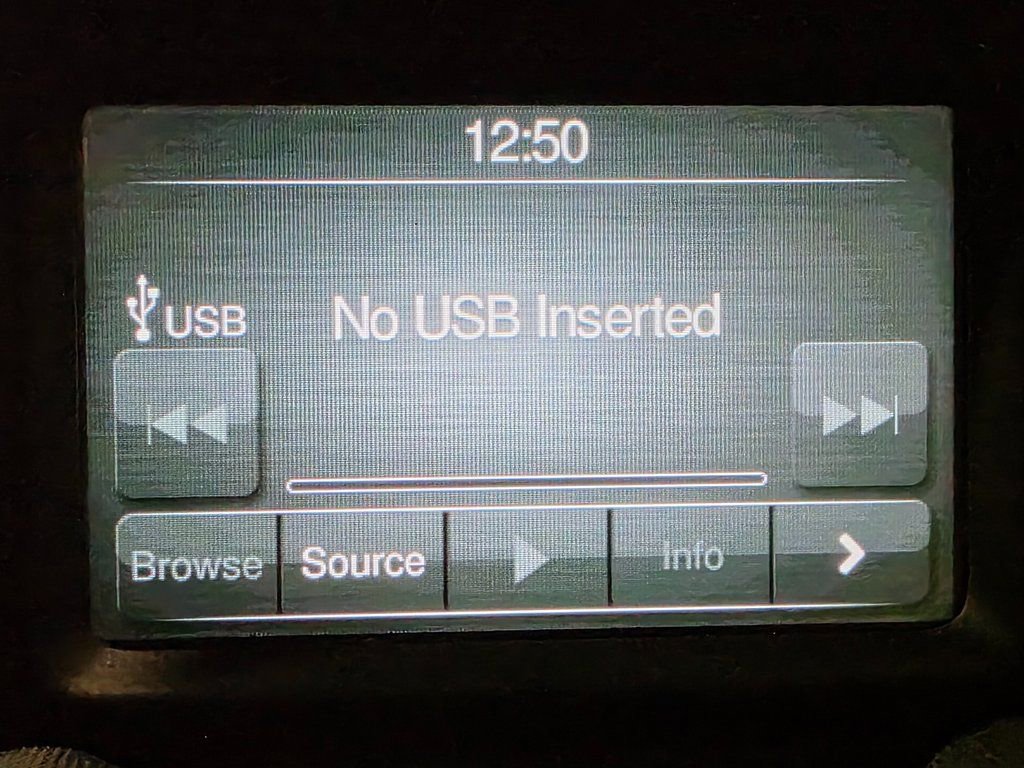 12:50
USB No USB Inserted
Browse Source Info